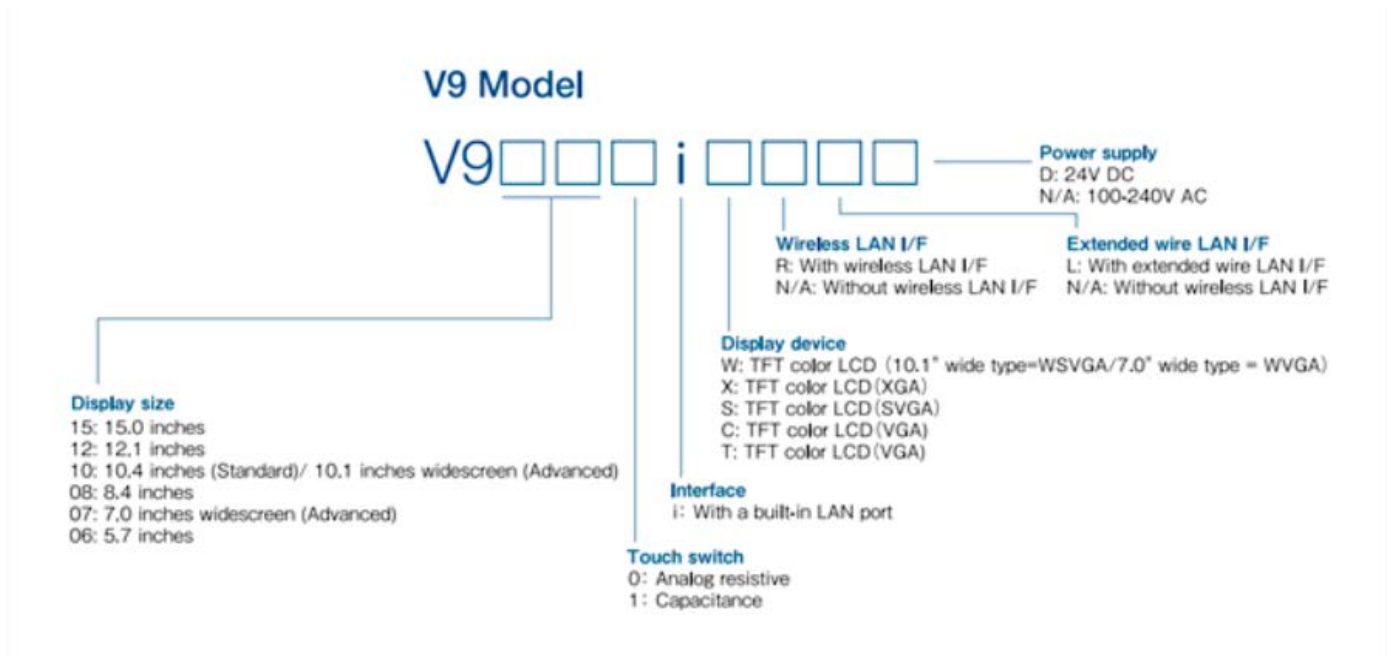 V9 Model
V9□□□i□□□□
Power supply
D: 24V DC
N/A: 100-240V AC
Wireless LAN I/F
R: With wireless LAN I/F
N/A: Without wireless LAN I/F
Extended wire LAN I/F
L: With extended wire LAN I/F
N/A: Without wireless LAN I/F
Display device
W: TFT color LCD (10.1" wide type=WSVGA/7.0" wide type = WVGA)
X: TFT color LCD(XGA)
S: TFT color LCD(SVGA)
C: TFT color LCD(VGA)
T: TFT color LCD(VGA)
Display size
15: 15.0 inches
12: 12.1 inches
10: 10.4 inches (Standard)/ 10.1 inches widescreen (Advanced)
08: 8.4 inches
07: 7.0 inches widescreen (Advanced)
06: 5.7 inches
Interface
i: With a built-in LAN port
Touch switch
0: Analog resistive
1: Capacitance